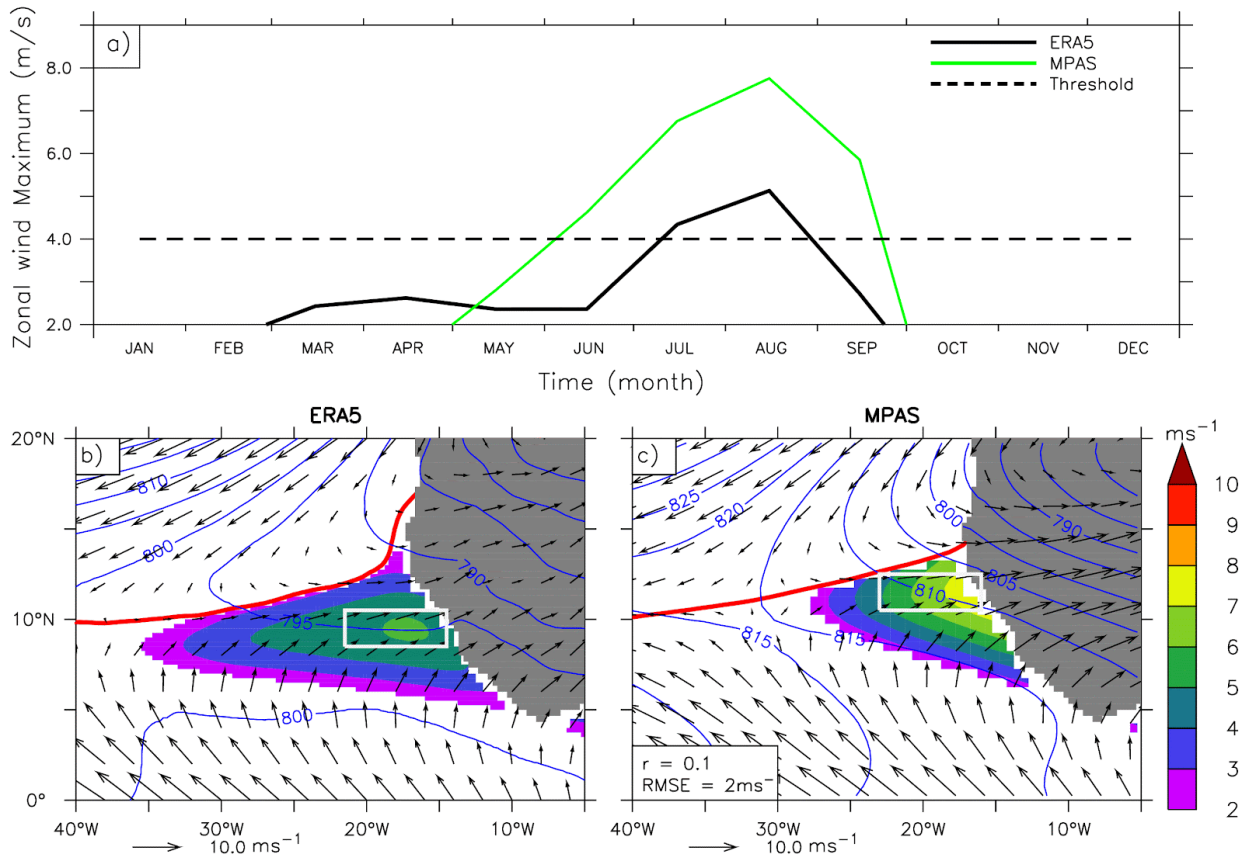 a)
Zonal wind Maximum (m/s)
8.0
6.0
4.0
2.0
ERA5
MPAS
Threshold
JAN FEB MAR APR MAY JUN JUL AUG SEP OCT NOV DEC
Time (month)
ERA5
b)
20°N
10°N
0°
810
800
790
795
800
40°W 30°W 20°W 10°W
10.0 ms⁻¹
MPAS
c)
825
820
800
790
805
810
815
815
r = 0.1
RMSE = 2ms⁻¹
40°W 30°W 20°W 10°W
10.0 ms⁻¹
ms⁻¹
10
9
8
7
6
5
4
3
2